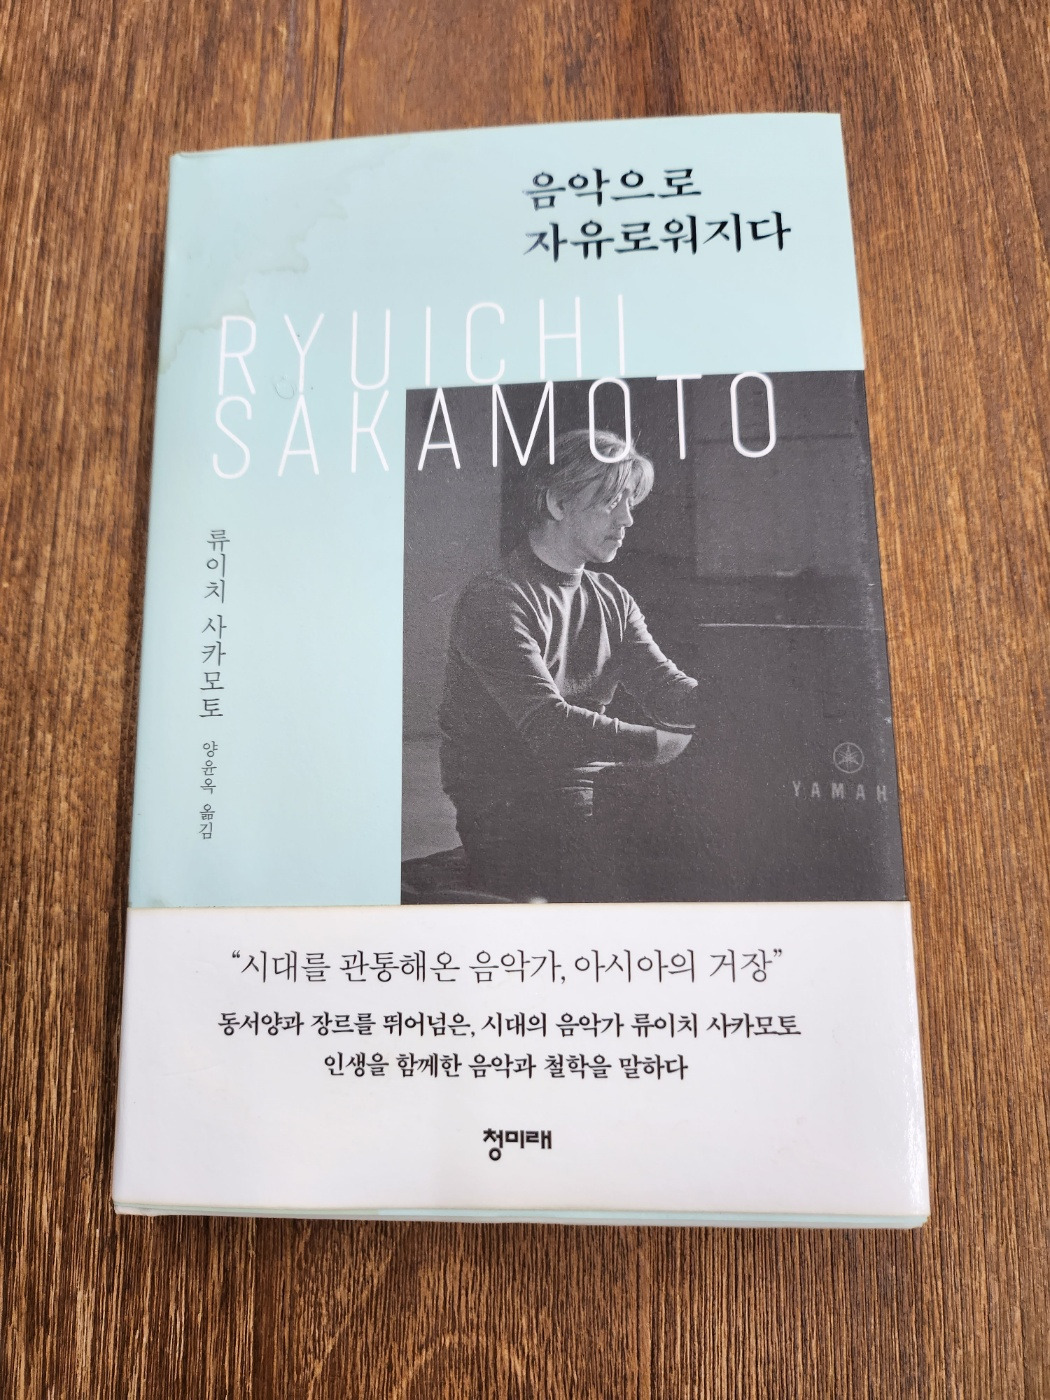 음악으로
자유로워지다
RYUICHI
SAKAMOTO
류이치 사카모토 양윤옥 옮김
YAMAH
“시대를 관통해온 음악가, 아시아의 거장”
동서양과 장르를 뛰어넘은, 시대의 음악가 류이치 사카모토
인생을 함께한 음악과 철학을 말하다
청미래